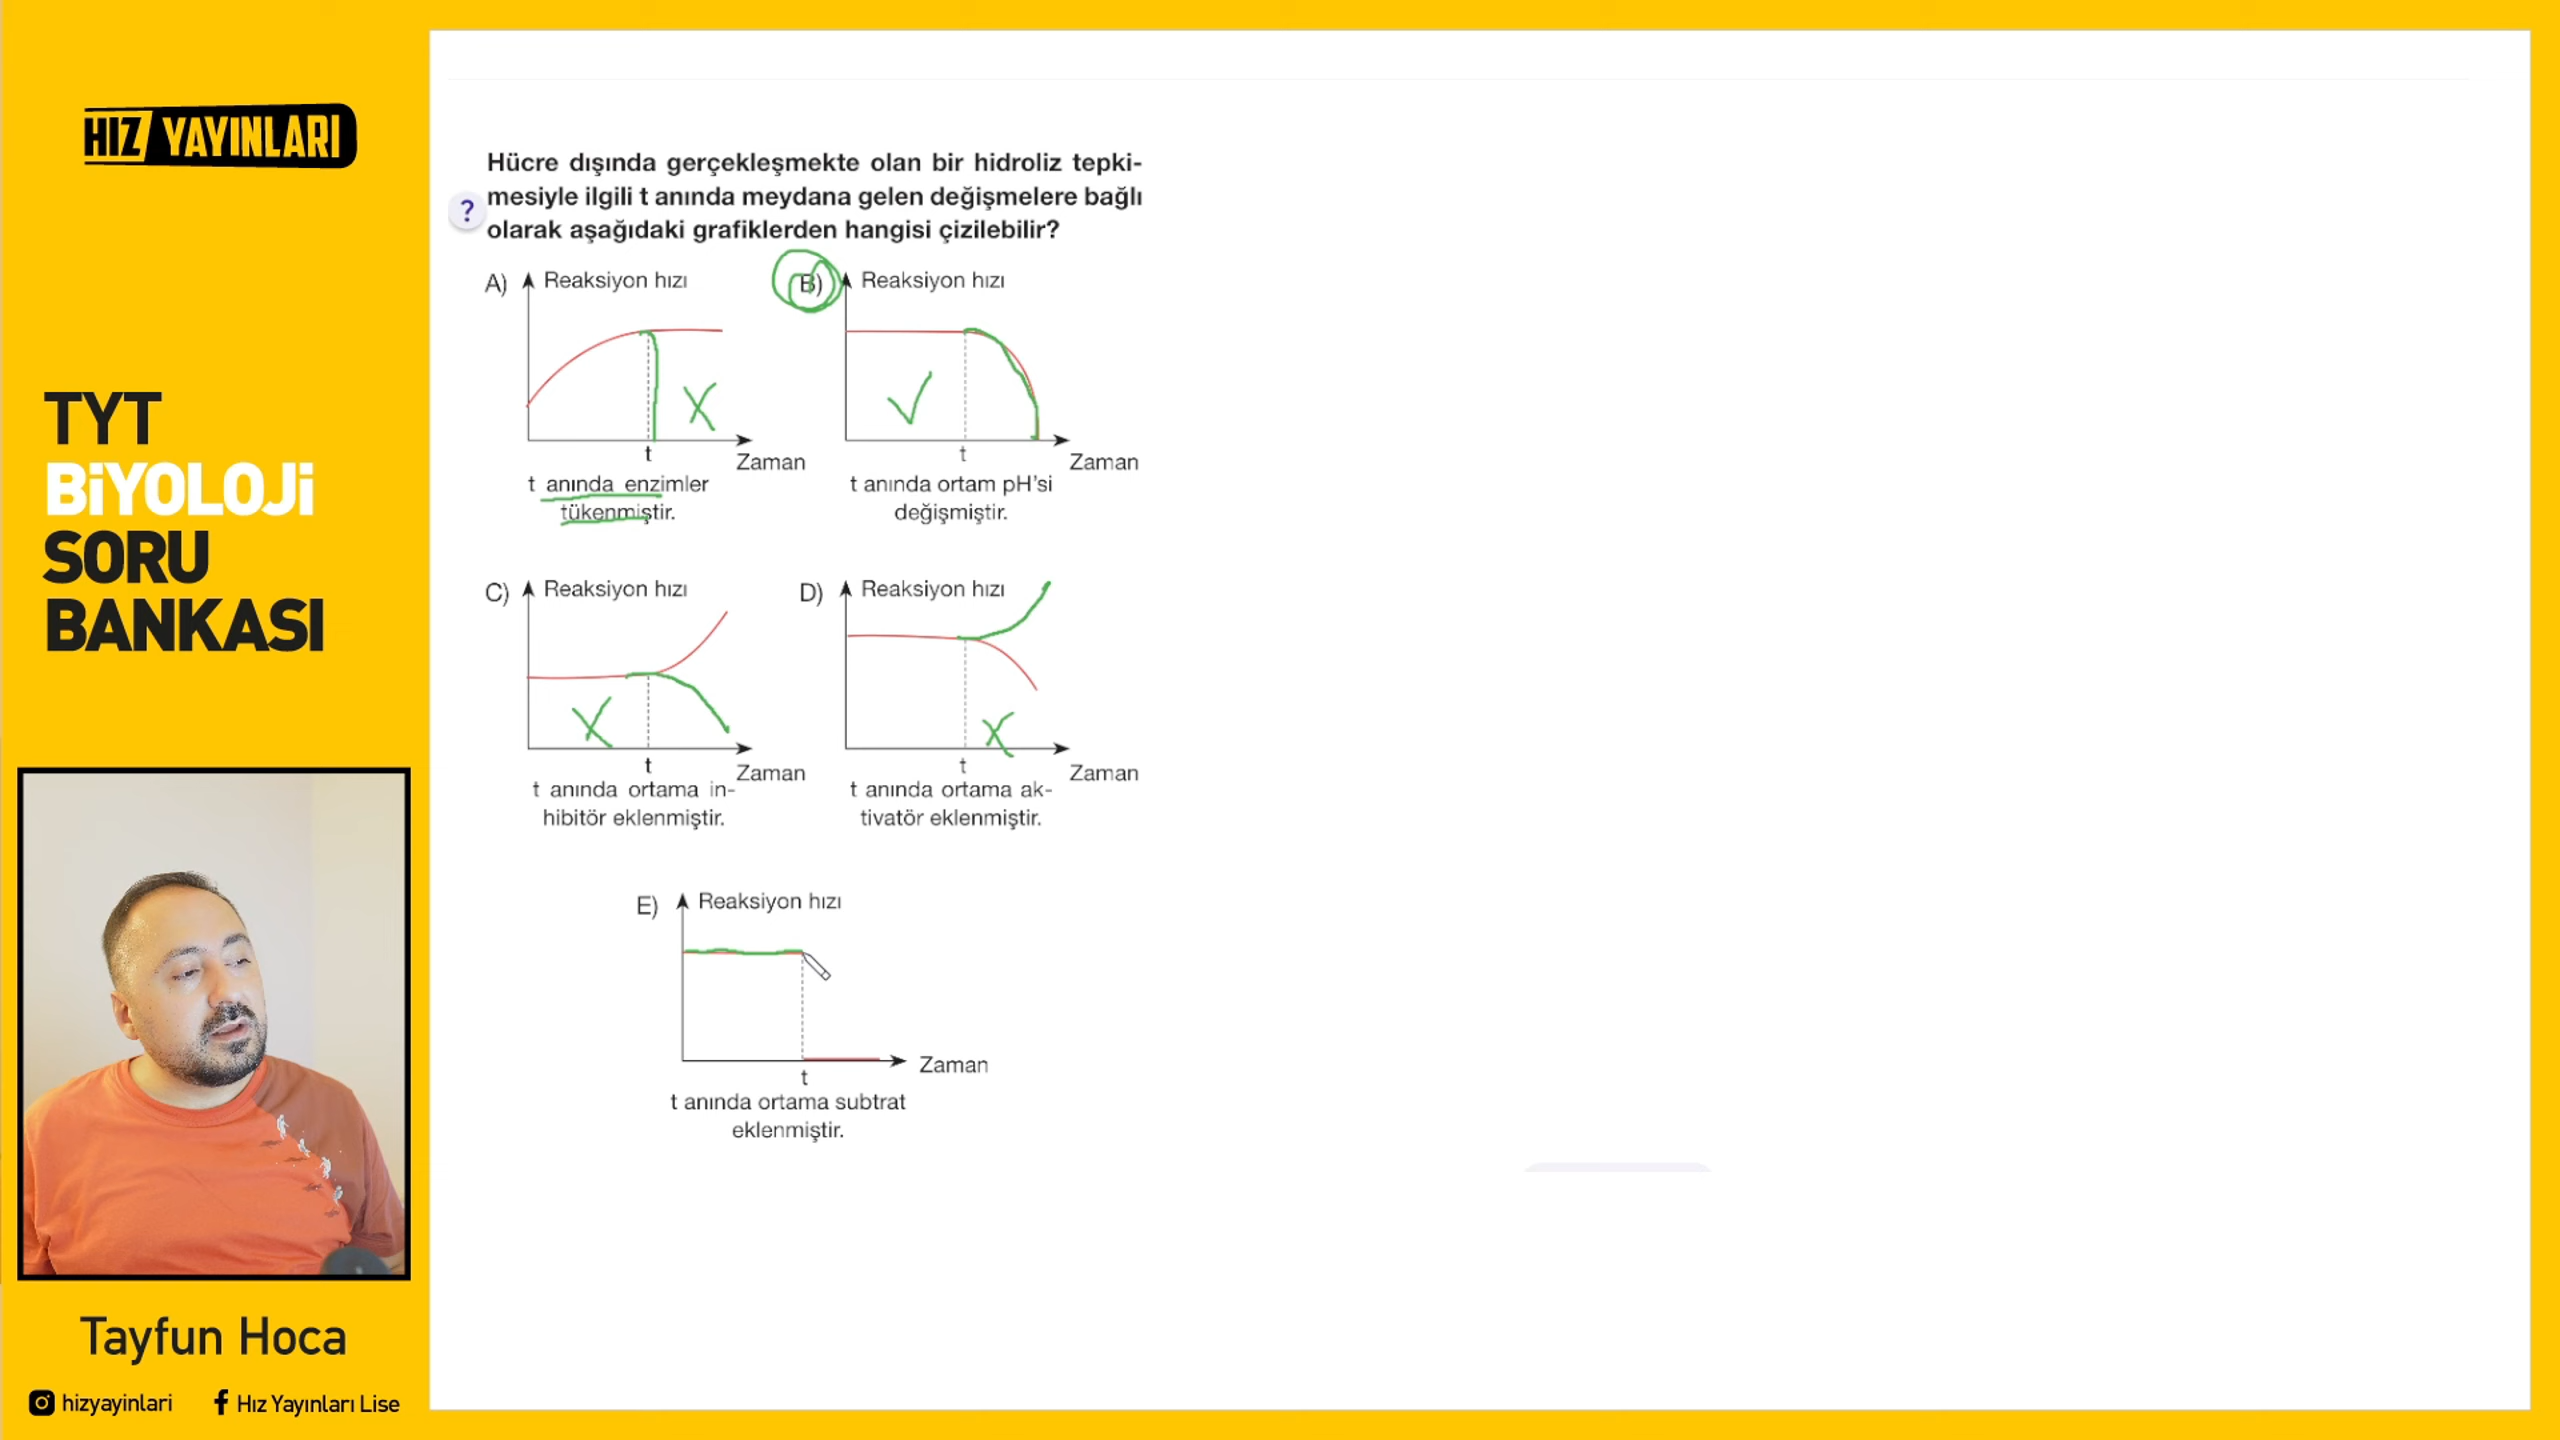 HIZ YAYINLARI
TYT
BİYOLOJİ
SORU
BANKASI
Tayfun Hoca
hizyayinlari
Hız Yayınları Lise
?
Hücre dışında gerçekleşmekte olan bir hidroliz tepki-
mesiyle ilgili t anında meydana gelen değişmelere bağlı
olarak aşağıdaki grafiklerden hangisi çizilebilir?
A) Reaksiyon hızı
t
Zaman
t anında enzimler
tükenmiştir.
B) Reaksiyon hızı
t
Zaman
t anında ortam pH'si
değişmiştir.
C) Reaksiyon hızı
t
Zaman
t anında ortama in-
hibitör eklenmiştir.
D) Reaksiyon hızı
t
Zaman
t anında ortama ak-
tivatör eklenmiştir.
E) Reaksiyon hızı
Zaman
t
t anında ortama subtrat
eklenmiştir.